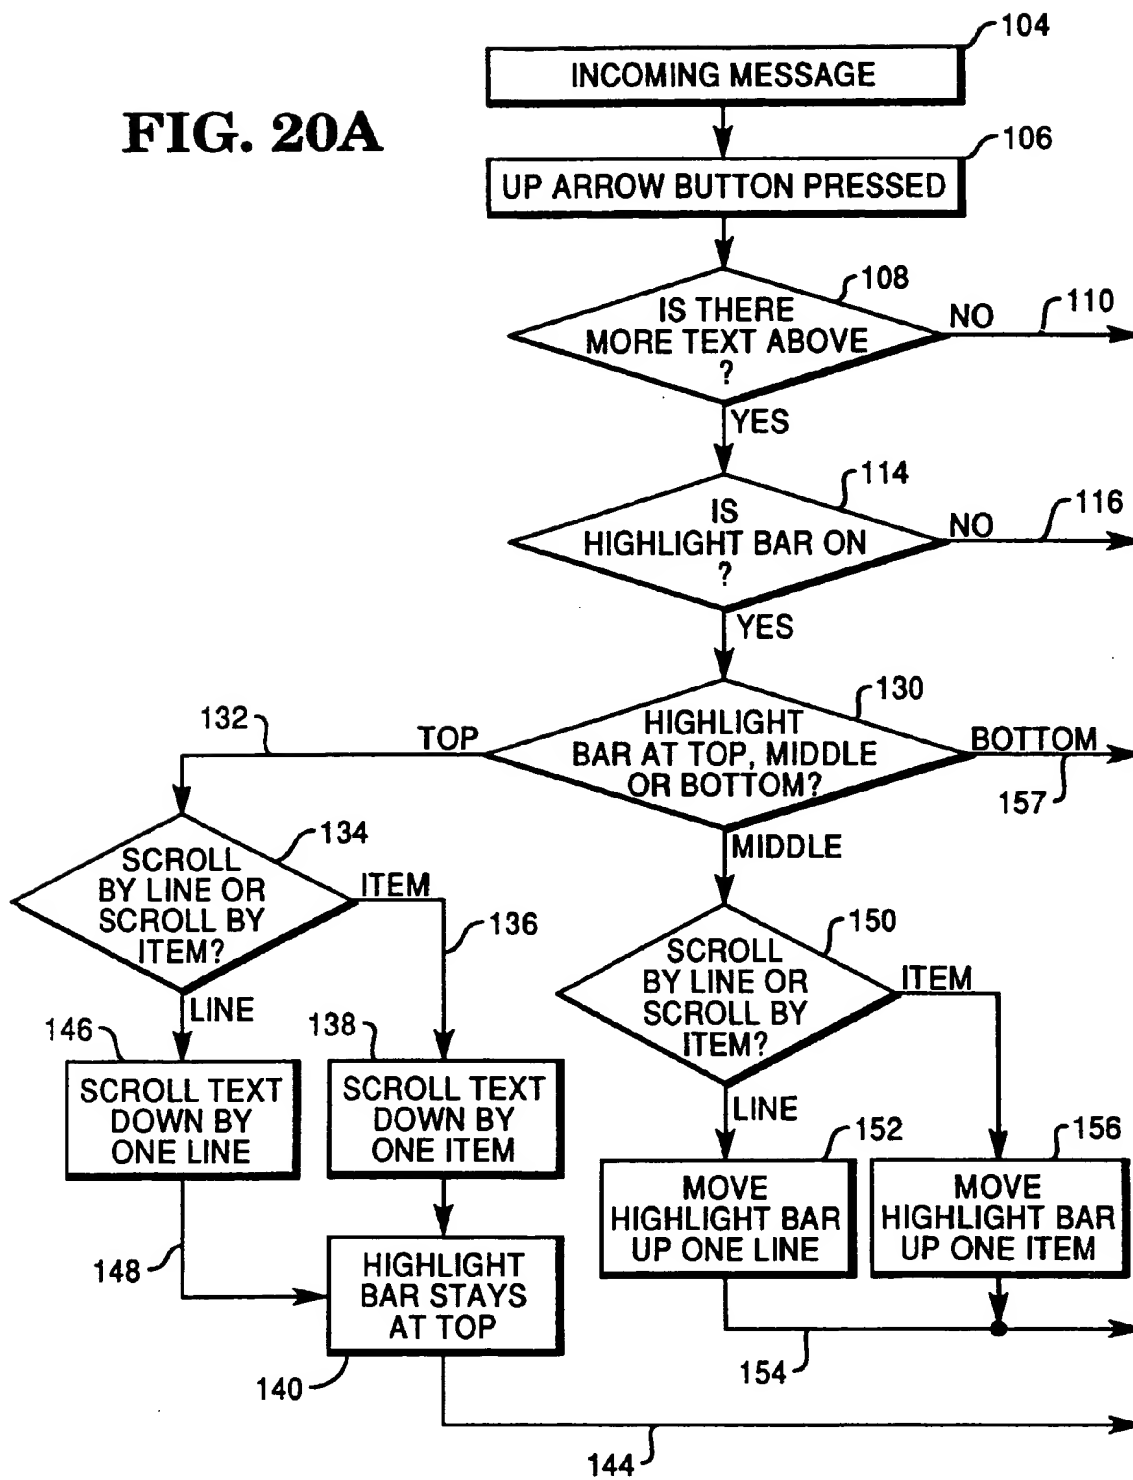 104
INCOMING MESSAGE
FIG. 20A
106
UP ARROW BUTTON PRESSED
108
IS THERE
MORE TEXT ABOVE
?
NO
110
YES
114
IS
HIGHLIGHT BAR ON
?
NO
116
YES
130
HIGHLIGHT
BAR AT TOP, MIDDLE
OR BOTTOM?
132
TOP
BOTTOM
157
MIDDLE
134
SCROLL
BY LINE OR
SCROLL BY
ITEM?
ITEM
136
LINE
150
SCROLL
BY LINE OR
SCROLL BY
ITEM?
ITEM
LINE
146
SCROLL TEXT
DOWN BY
ONE LINE
138
SCROLL TEXT
DOWN BY
ONE ITEM
152
MOVE
HIGHLIGHT BAR
UP ONE LINE
156
MOVE
HIGHLIGHT BAR
UP ONE ITEM
148
HIGHLIGHT
BAR STAYS
AT TOP
140
154
144